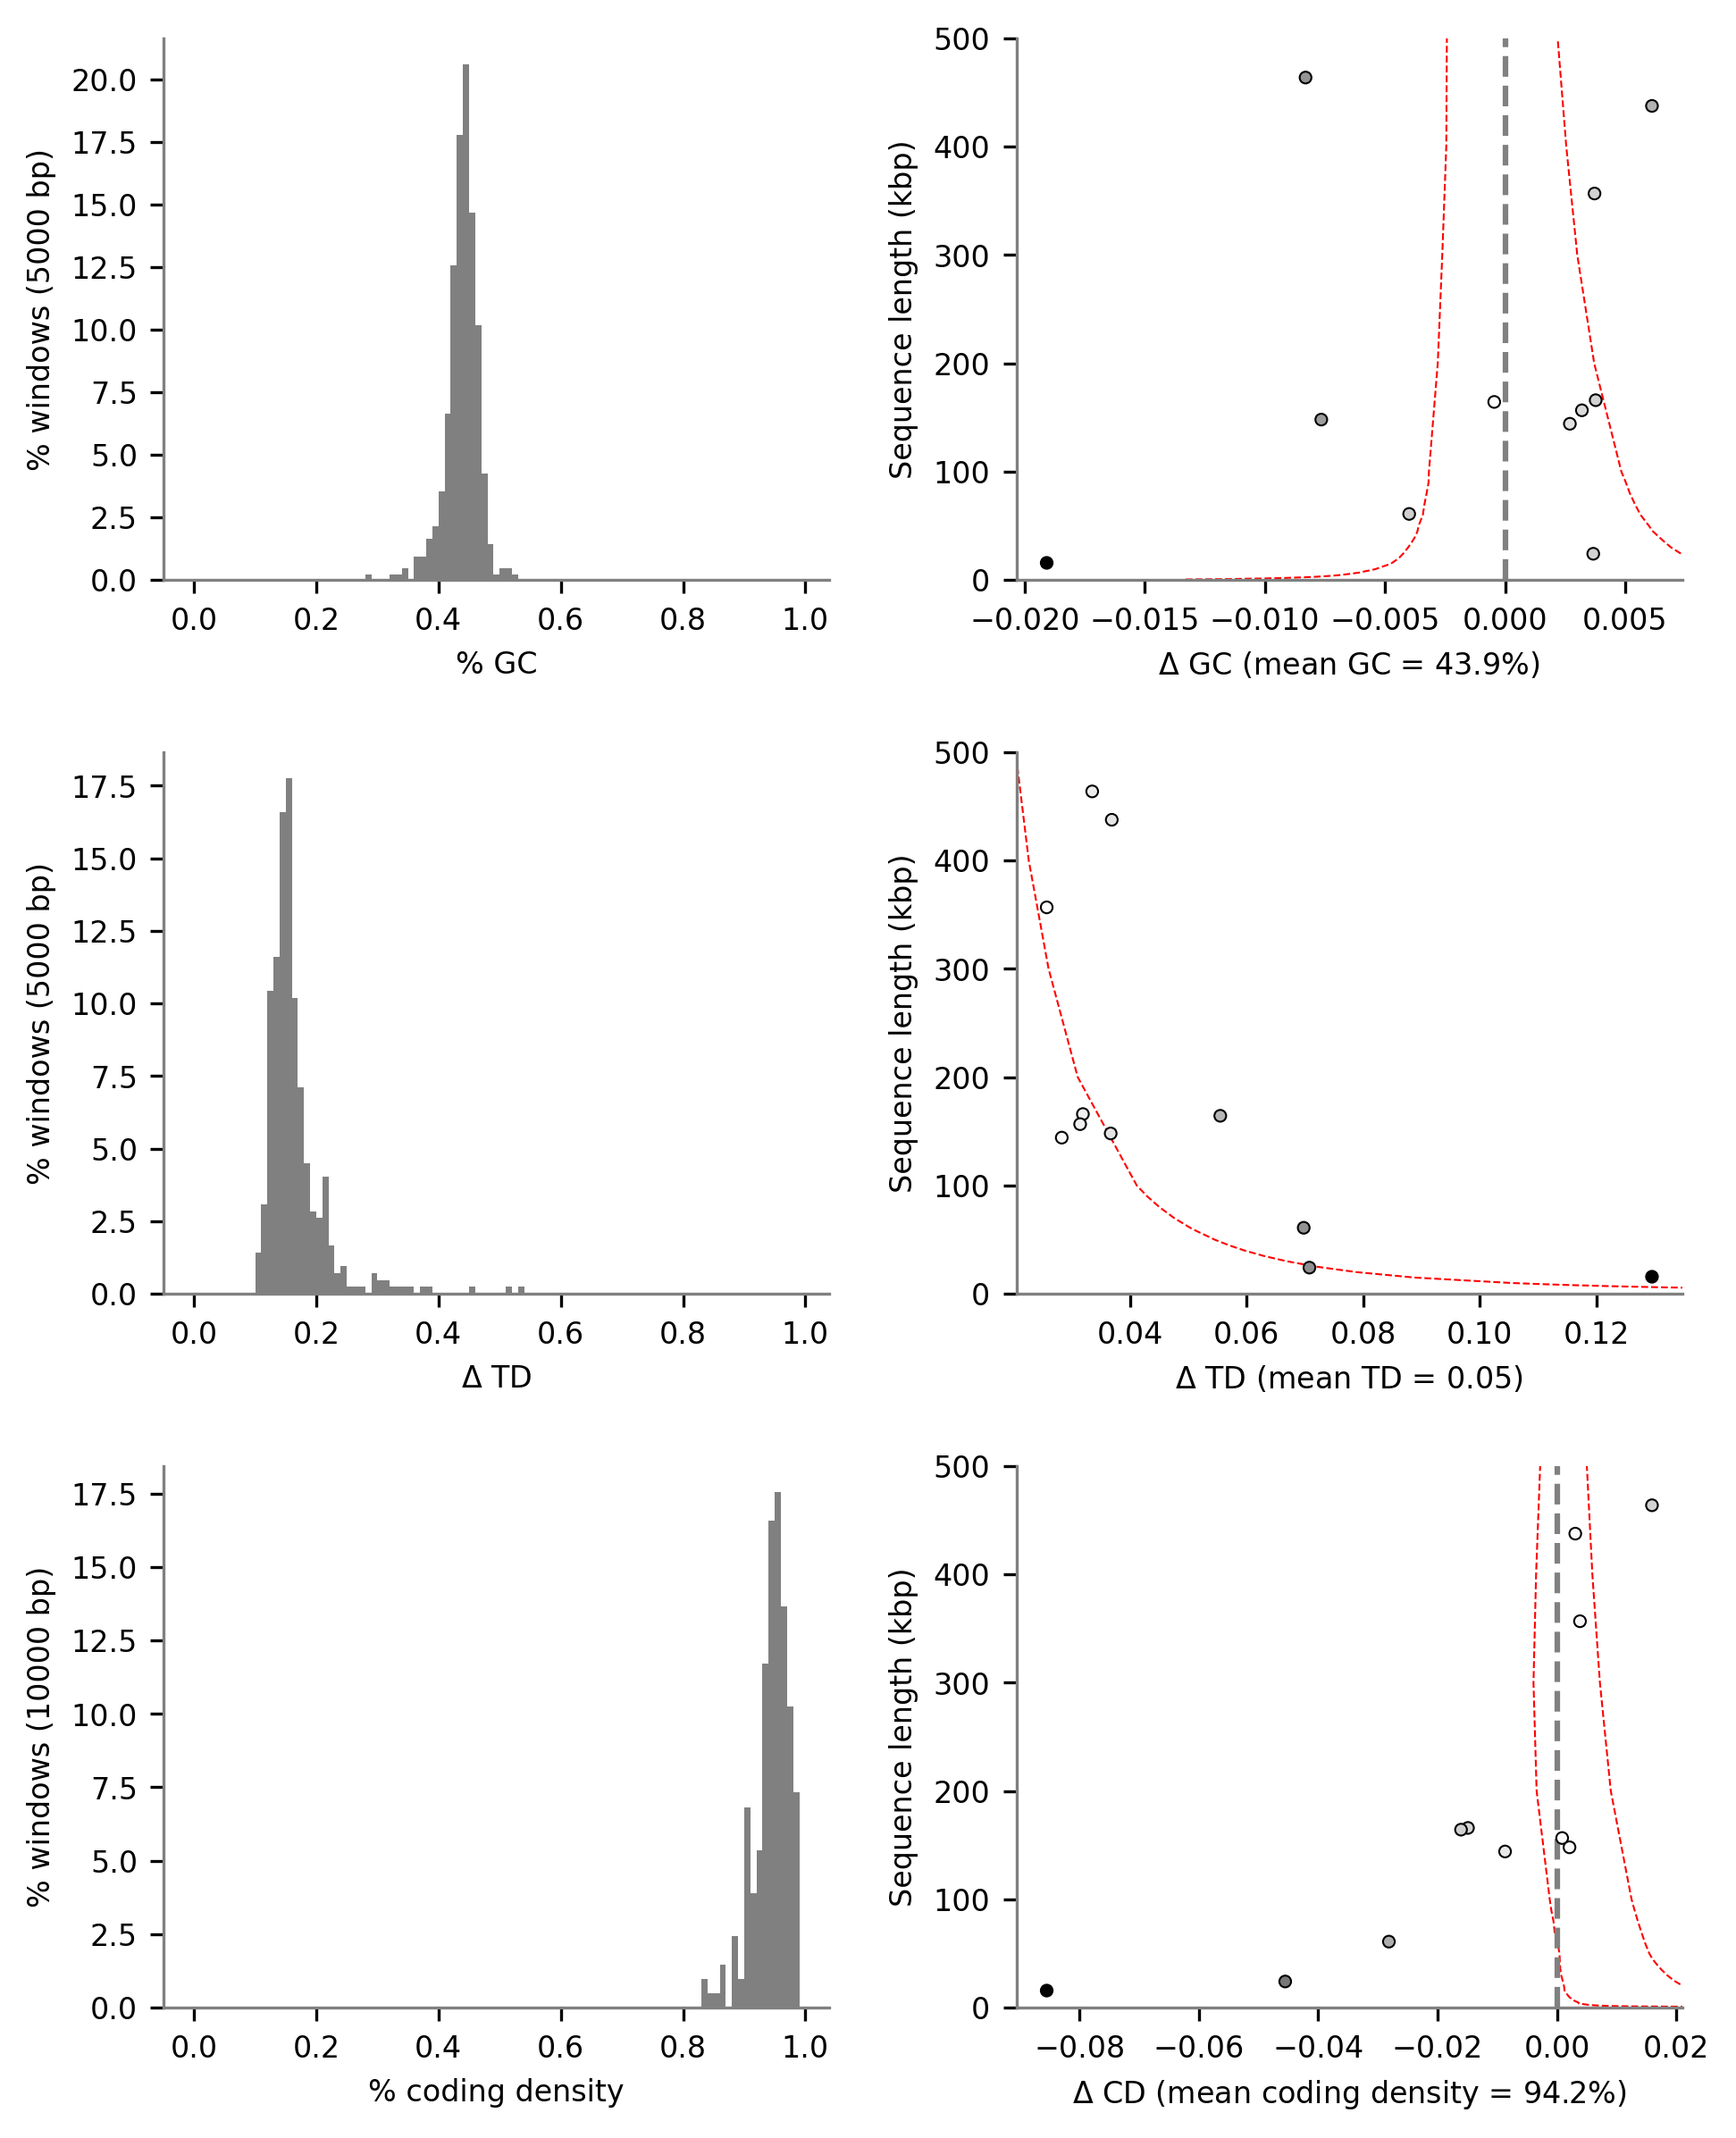 % windows (5000 bp)
20.0
17.5
15.0
12.5
10.0
7.5
5.0
2.5
0.0
0.0 0.2 0.4 0.6 0.8 1.0
% GC
Sequence length (kbp)
500
400
300
200
100
0
−0.020 −0.015 −0.010 −0.005 0.000 0.005
Δ GC (mean GC = 43.9%)
% windows (5000 bp)
17.5
15.0
12.5
10.0
7.5
5.0
2.5
0.0
0.0 0.2 0.4 0.6 0.8 1.0
Δ TD
Sequence length (kbp)
500
400
300
200
100
0
0.04 0.06 0.08 0.10 0.12
Δ TD (mean TD = 0.05)
% windows (10000 bp)
17.5
15.0
12.5
10.0
7.5
5.0
2.5
0.0
0.0 0.2 0.4 0.6 0.8 1.0
% coding density
Sequence length (kbp)
500
400
300
200
100
0
−0.08 −0.06 −0.04 −0.02 0.00 0.02
Δ CD (mean coding density = 94.2%)